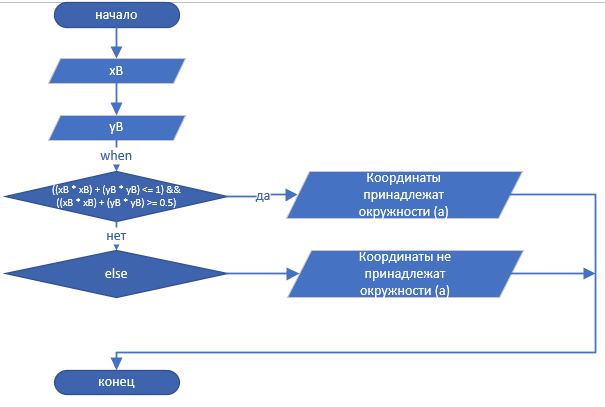 начало
xB
yB
when
((xB * xB) + (yB * yB) <= 1) &&
((xB * xB) + (yB * yB) >= 0.5)
да
Координаты
принадлежат
окружности (а)
нет
else
Координаты не
принадлежат
окружности (а)
конец